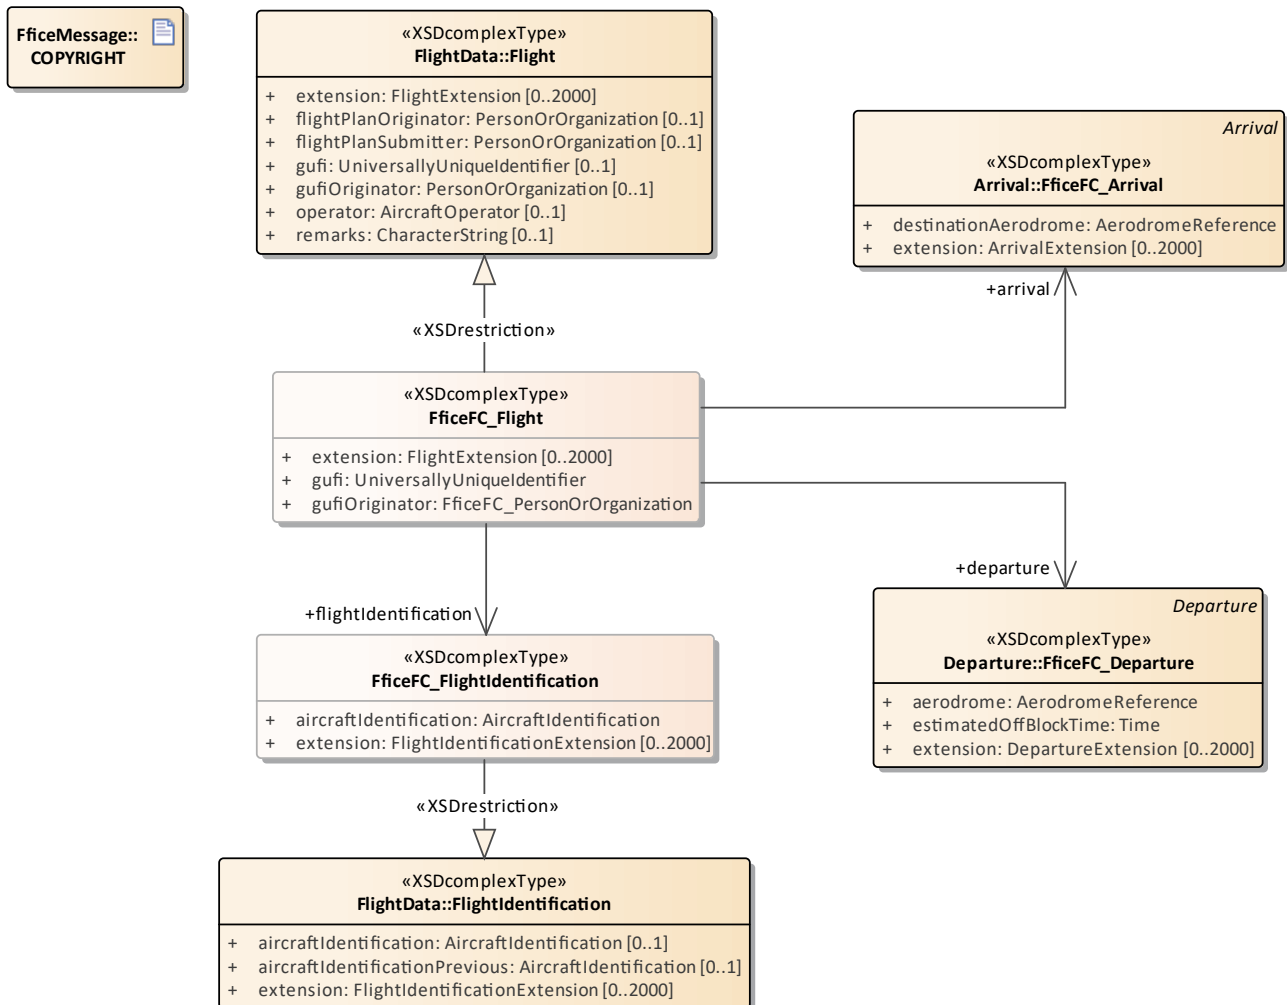 FficeMessage::
COPYRIGHT
«XSDcomplexType»
FlightData::Flight
+ extension: FlightExtension [0..2000]
+ flightPlanOriginator: PersonOrOrganization [0..1]
+ flightPlanSubmitter: PersonOrOrganization [0..1]
+ gufi: UniversallyUniqueIdentifier [0..1]
+ gufiOriginator: PersonOrOrganization [0..1]
+ operator: AircraftOperator [0..1]
+ remarks: CharacterString [0..1]
Arrival
«XSDcomplexType»
Arrival::FficeFC_Arrival
+ destinationAerodrome: AerodromeReference
+ extension: ArrivalExtension [0..2000]
+arrival
«XSDrestriction»
«XSDcomplexType»
FficeFC_Flight
+ extension: FlightExtension [0..2000]
+ gufi: UniversallyUniqueIdentifier
+ gufiOriginator: FficeFC_PersonOrOrganization
+departure
Departure
«XSDcomplexType»
Departure::FficeFC_Departure
+ aerodrome: AerodromeReference
+ estimatedOffBlockTime: Time
+ extension: DepartureExtension [0..2000]
+flightIdentification
«XSDcomplexType»
FficeFC_FlightIdentification
+ aircraftIdentification: AircraftIdentification
+ extension: FlightIdentificationExtension [0..2000]
«XSDrestriction»
«XSDcomplexType»
FlightData::FlightIdentification
+ aircraftIdentification: AircraftIdentification [0..1]
+ aircraftIdentificationPrevious: AircraftIdentification [0..1]
+ extension: FlightIdentificationExtension [0..2000]